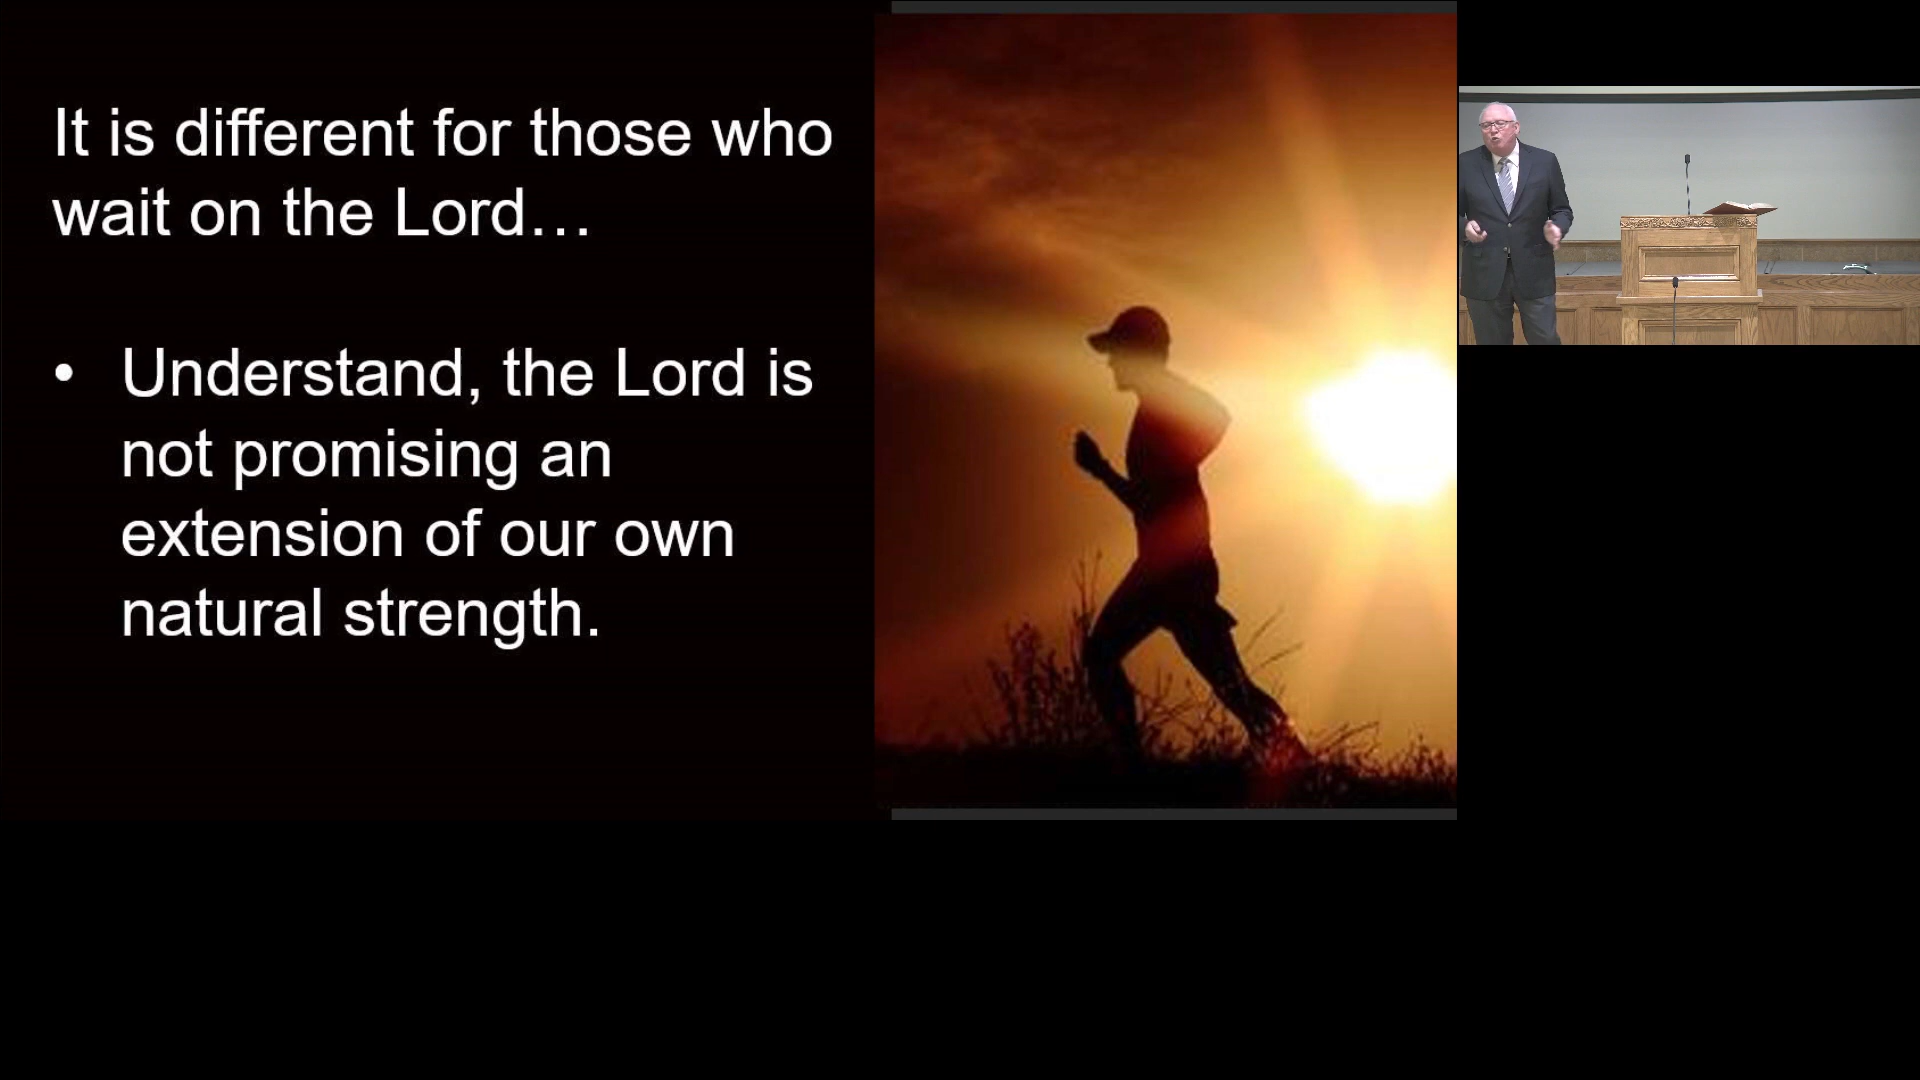 It is different for those who
wait on the Lord…
• Understand, the Lord is
not promising an
extension of our own
natural strength.